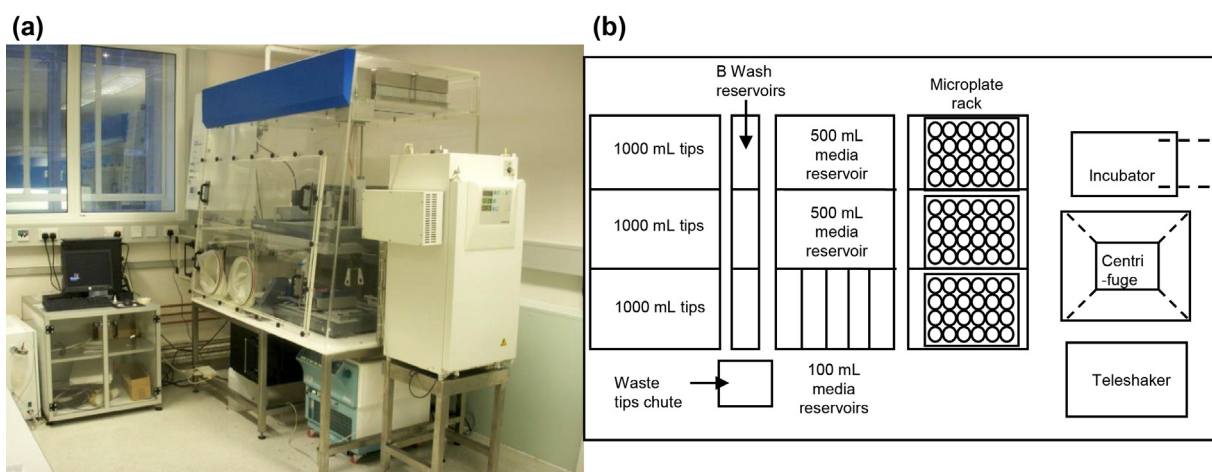 (a)
(b)
B Wash
reservoirs
Microplate
rack
1000 mL tips
500 mL
media
reservoir
Incubator
1000 mL tips
500 mL
media
reservoir
Centri
-fuge
1000 mL tips
Waste
tips chute
100 mL
media
reservoirs
Teleshaker